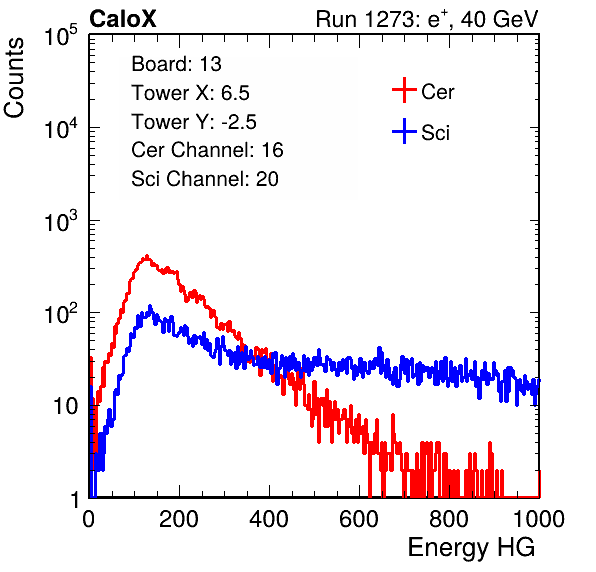 CaloX Run 1273: e⁺, 40 GeV
Counts
Board: 13
Tower X: 6.5
Tower Y: -2.5
Cer Channel: 16
Sci Channel: 20
Cer
Sci
10⁵
10⁴
10³
10²
10
1
0 200 400 600 800 1000
Energy HG